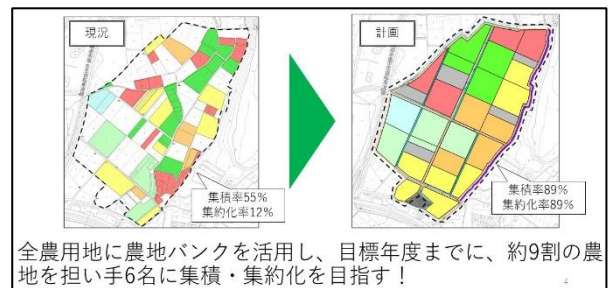 現況
計画
集積率55%
集約化率12%
集積率89%
集約化率89%
全農用地に農地バンクを活用し、目標年度までに、約9割の農
地を担い手6名に集積・集約化を目指す！